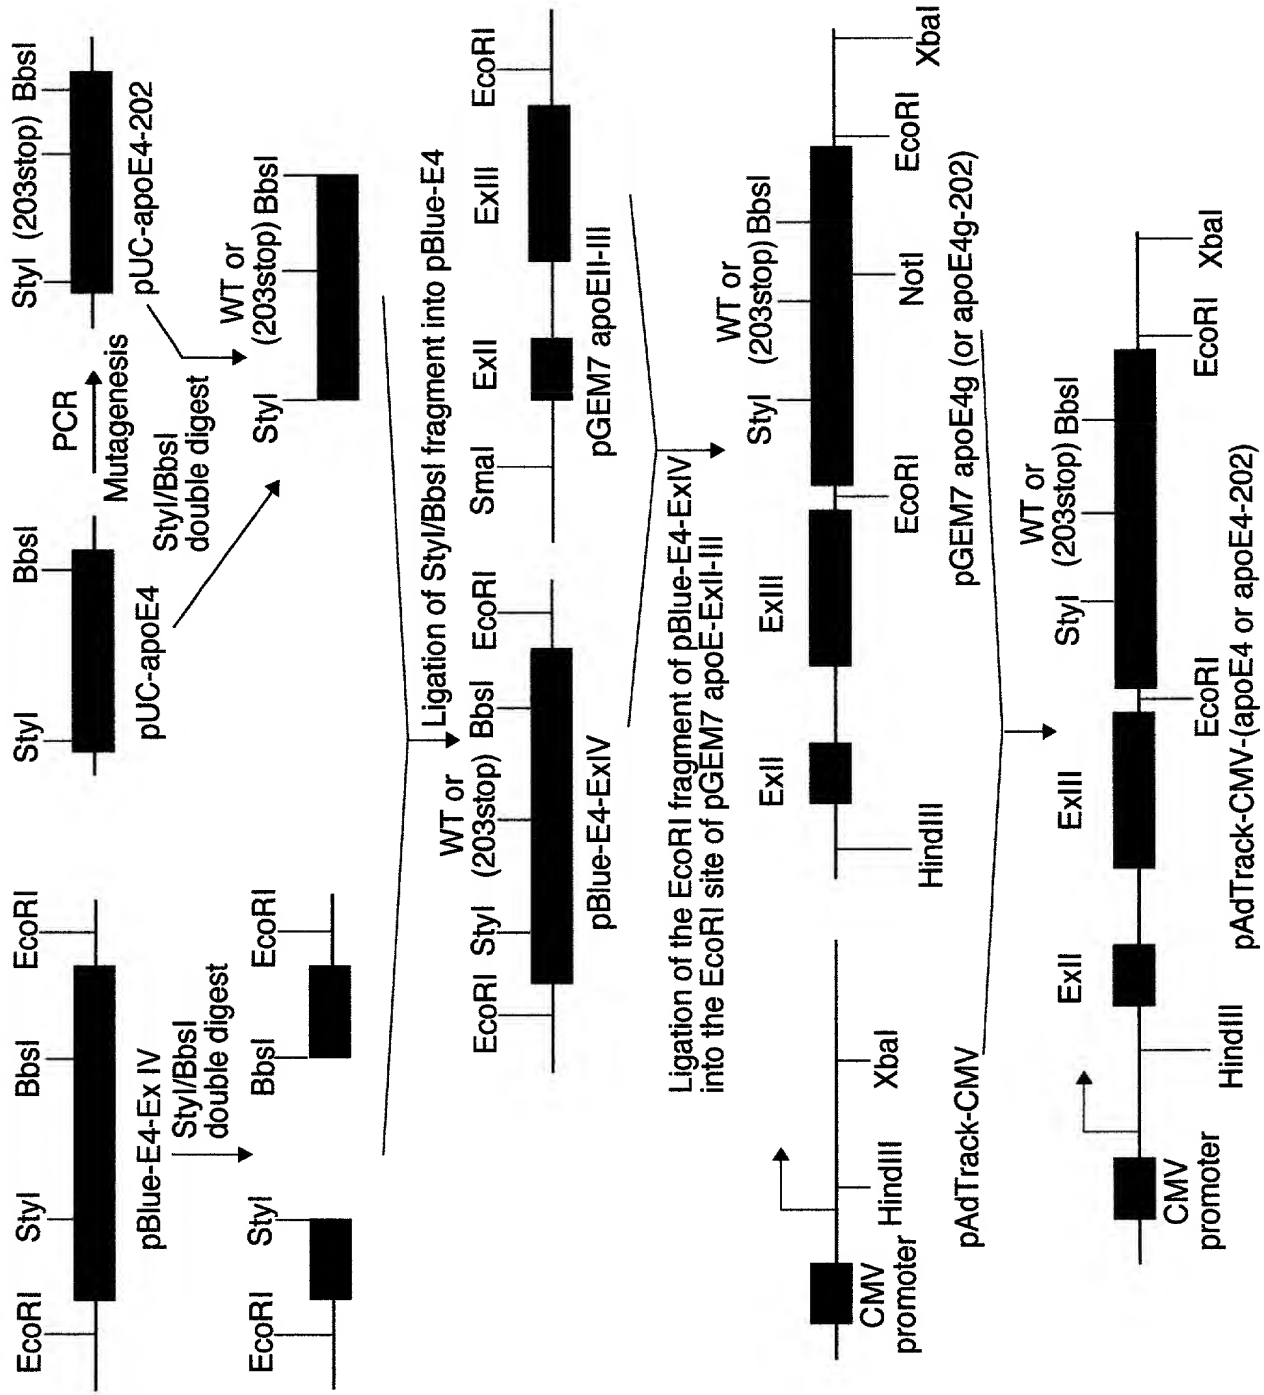 EcoRI
StyI
BbsI
EcoRI
pBlue-E4-Ex IV
StyI/BbsI
double digest
EcoRI
StyI
BbsI
EcoRI
StyI
BbsI
pUC-apoE4
PCR
Mutagenesis
StyI (203stop) BbsI
pUC-apoE4-202
StyI/BbsI
double digest
WT or
StyI (203stop) BbsI
Ligation of StyI/BbsI fragment into pBlue-E4
WT or
EcoRI StyI (203stop) BbsI EcoRI
pBlue-E4-ExIV
SmaI
ExII
ExIII
EcoRI
pGEM7 apoEII-III
Ligation of the EcoRI fragment of pBlue-E4-ExIV
into the EcoRI site of pGEM7 apoE-ExII-III
CMV
promoter
HindIII
XbaI
pAdTrack-CMV
HindIII
ExII
ExIII
EcoRI
WT or
StyI (203stop) BbsI
NotI
EcoRI
XbaI
pGEM7 apoE4g (or apoE4g-202)
CMV
promoter
HindIII
ExII
ExIII
EcoRI
WT or
StyI (203stop) BbsI
EcoRI
XbaI
pAdTrack-CMV-(apoE4 or apoE4-202)